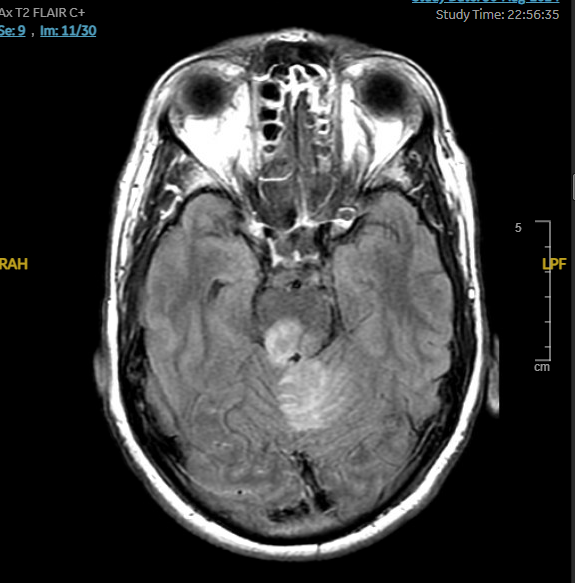 Ax T2 FLAIR C+
Se: 9 , Im: 11/30
Study Time: 22:56:35
5
RAH
LPF
cm